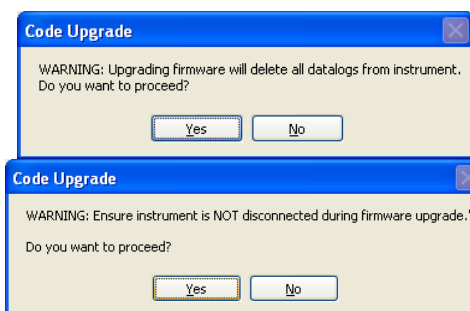 Code Upgrade
WARNING: Upgrading firmware will delete all datalogs from instrument.
Do you want to proceed?
Yes No
Code Upgrade
WARNING: Ensure instrument is NOT disconnected during firmware upgrade.'
Do you want to proceed?
Yes No